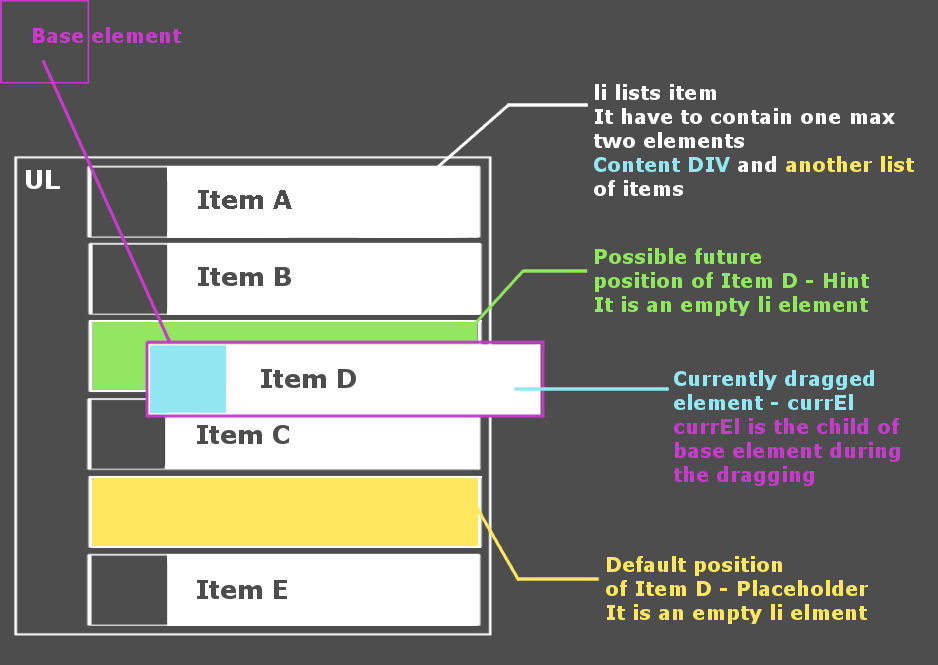 Base element
li lists item
It have to contain one max
two elements
Content DIV and another list
of items
UL
Item A
Item B
Possible future
position of Item D - Hint
It is an empty li element
Item D
Currently dragged
element - currEl
currEl is the child of
base element during
the dragging
Item C
Default position
of Item D - Placeholder
It is an empty li elment
Item E